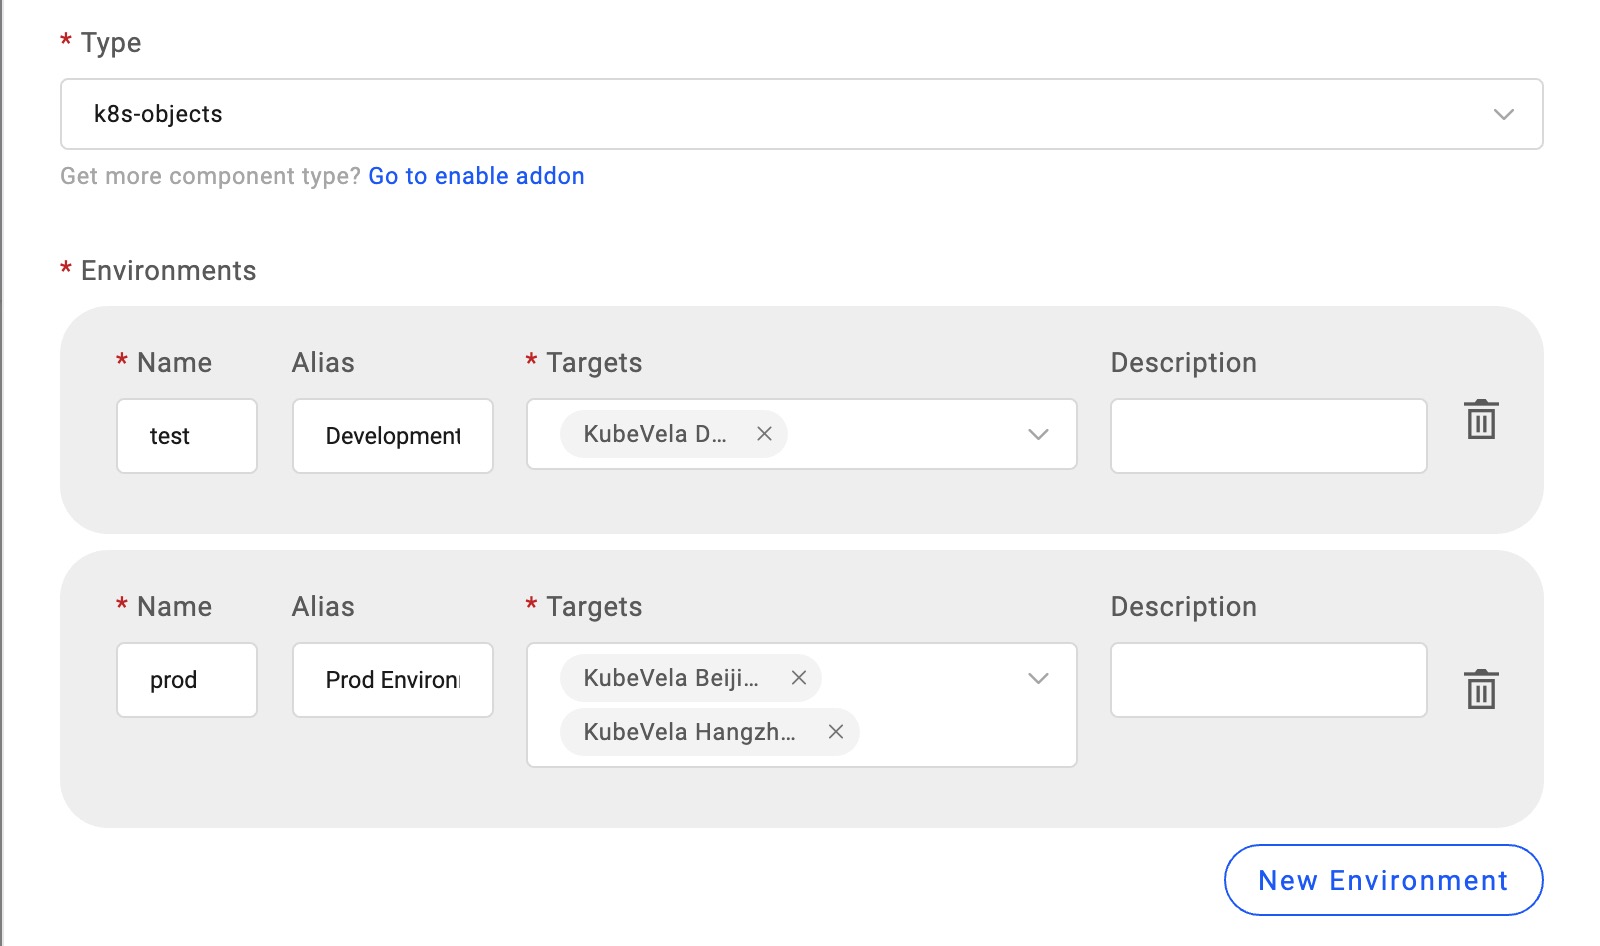 * Type
k8s-objects
Get more component type? Go to enable addon
* Environments
* Name Alias * Targets Description
test Development KubeVela D...
* Name Alias * Targets Description
prod Prod Environ KubeVela Beiji...
KubeVela Hangzh...
New Environment